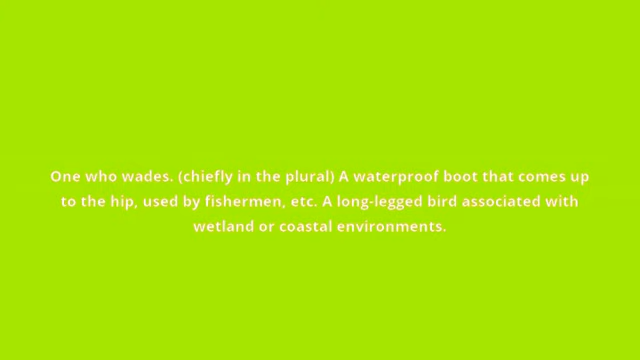 One who wades. (chiefly in the plural) A waterproof boot that comes up
to the hip, used by fishermen, etc. A long-legged bird associated with
wetland or coastal environments.